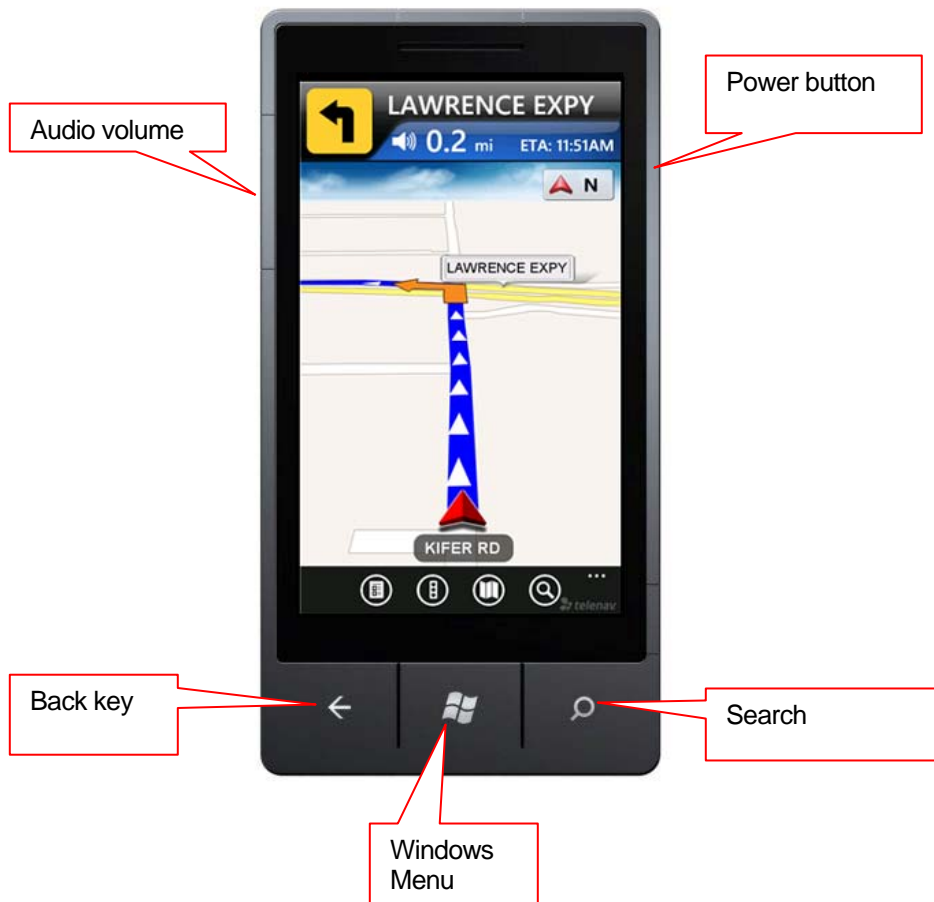 Power button
Audio volume
LAWRENCE EXPY
0.2 mi
ETA: 11:51AM
N
LAWRENCE EXPY
KIFER RD
telenav
Back key
Search
Windows
Menu